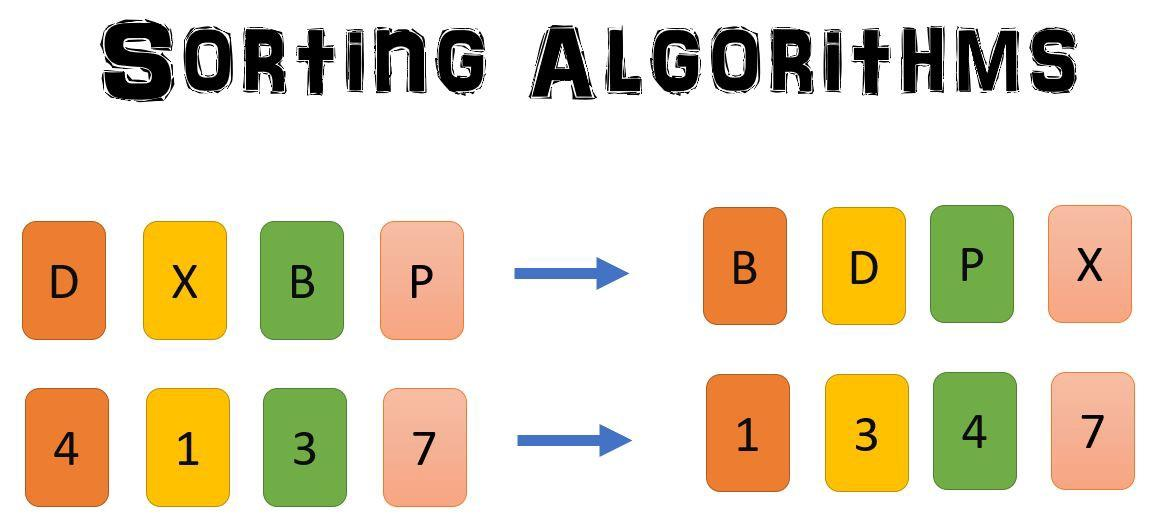 Sorting Algorithms
D X B P B D P X
4 1 3 7 1 3 4 7